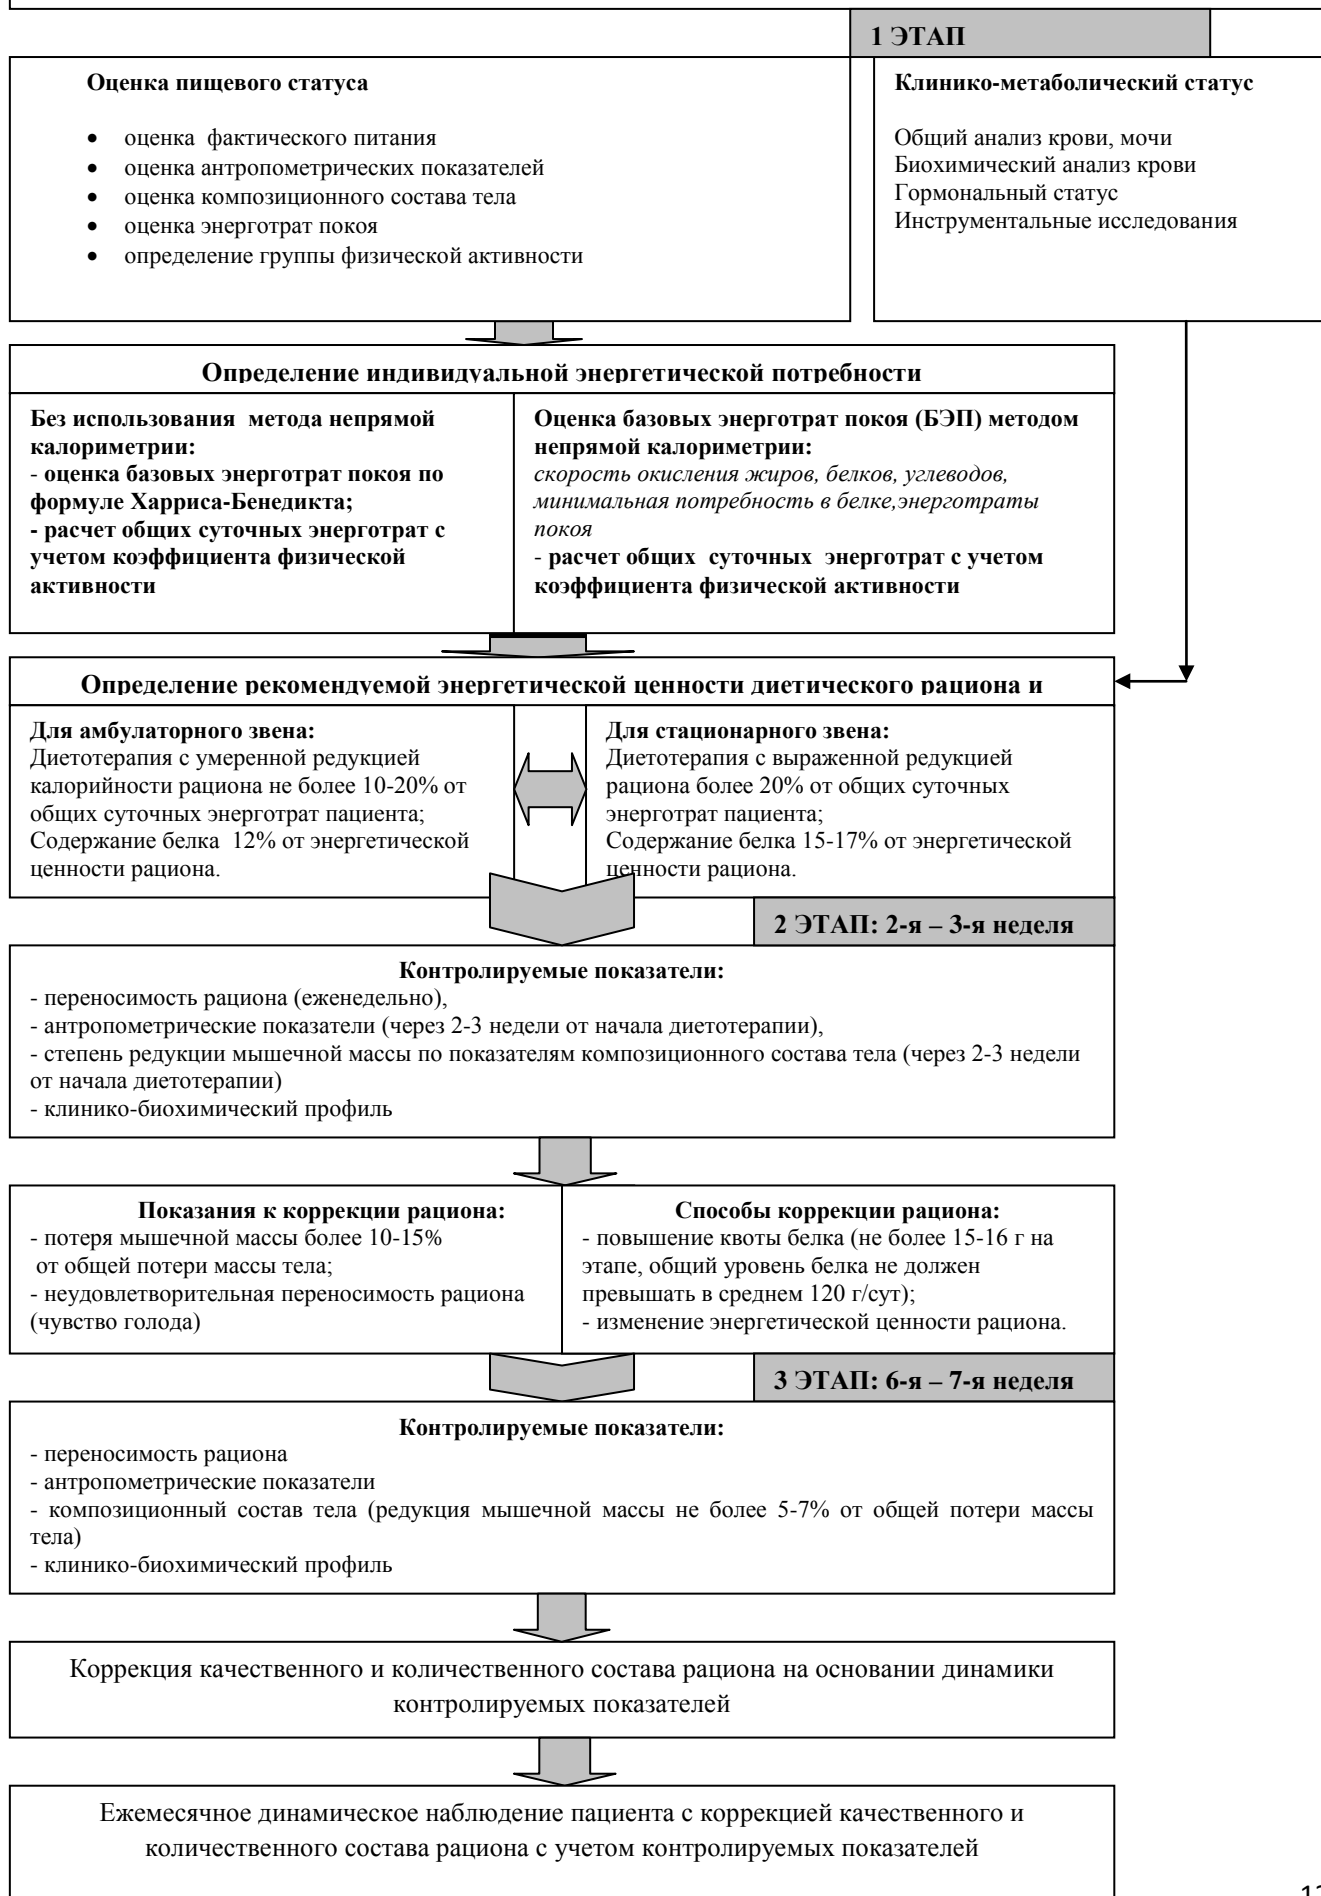 1 ЭТАП
Оценка пищевого статуса
• оценка фактического питания
• оценка антропометрических показателей
• оценка композиционного состава тела
• оценка энерготрат покоя
• определение группы физической активности
Клинико-метаболический статус
Общий анализ крови, мочи
Биохимический анализ крови
Гормональный статус
Инструментальные исследования
Определение индивидуальной энергетической потребности
Без использования метода непрямой
калориметрии:
- оценка базовых энерготрат покоя по
формуле Харриса-Бенедикта;
- расчет общих суточных энерготрат с
учетом коэффициента физической
активности
Оценка базовых энерготрат покоя (БЭП) методом
непрямой калориметрии:
скорость окисления жиров, белков, углеводов,
минимальная потребность в белке,энерготраты
покоя
- расчет общих суточных энерготрат с учетом
коэффициента физической активности
Определение рекомендуемой энергетической ценности диетического рациона и
Для амбулаторного звена:
Диетотерапия с умеренной редукцией
калорийности рациона не более 10-20% от
общих суточных энерготрат пациента;
Содержание белка 12% от энергетической
ценности рациона.
Для стационарного звена:
Диетотерапия с выраженной редукцией
рациона более 20% от общих суточных
энерготрат пациента;
Содержание белка 15-17% от энергетической
ценности рациона.
2 ЭТАП: 2-я – 3-я неделя
Контролируемые показатели:
- переносимость рациона (еженедельно),
- антропометрические показатели (через 2-3 недели от начала диетотерапии),
- степень редукции мышечной массы по показателям композиционного состава тела (через 2-3 недели
от начала диетотерапии)
- клинико-биохимический профиль
Показания к коррекции рациона:
- потеря мышечной массы более 10-15%
от общей потери массы тела;
- неудовлетворительная переносимость рациона
(чувство голода)
Способы коррекции рациона:
- повышение квоты белка (не более 15-16 г на
этапе, общий уровень белка не должен
превышать в среднем 120 г/сут);
- изменение энергетической ценности рациона.
3 ЭТАП: 6-я – 7-я неделя
Контролируемые показатели:
- переносимость рациона
- антропометрические показатели
- композиционный состав тела (редукция мышечной массы не более 5-7% от общей потери массы
тела)
- клинико-биохимический профиль
Коррекция качественного и количественного состава рациона на основании динамики
контролируемых показателей
Ежемесячное динамическое наблюдение пациента с коррекцией качественного и
количественного состава рациона с учетом контролируемых показателей